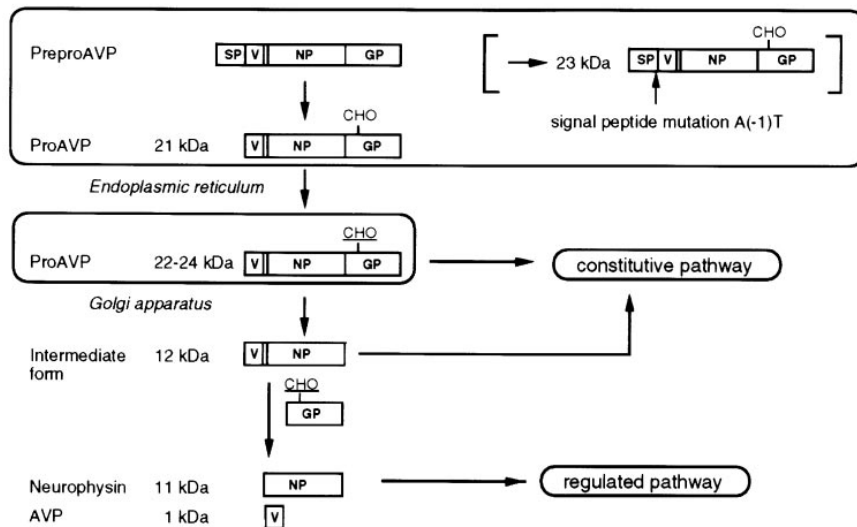 CHO
PreproAVP SP V NP GP 23 kDa SP V NP GP
signal peptide mutation A(-1)T
CHO
ProAVP 21 kDa V NP GP
Endoplasmic reticulum
CHO
ProAVP 22-24 kDa V NP GP constitutive pathway
Golgi apparatus
Intermediate form 12 kDa V NP
CHO
GP
Neurophysin 11 kDa NP regulated pathway
AVP 1 kDa V